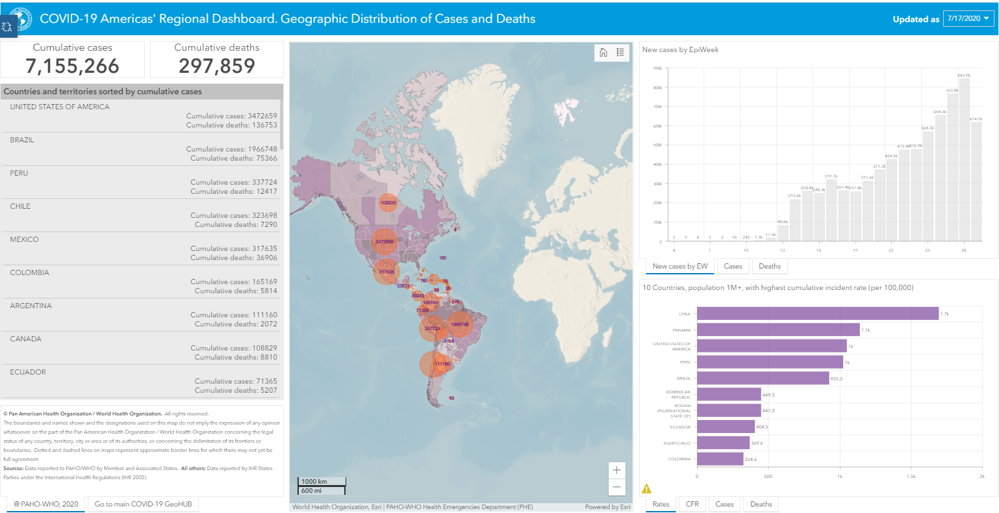 COVID-19 Americas' Regional Dashboard. Geographic Distribution of Cases and Deaths
Updated as 7/17/2020
Cumulative cases
7,155,266
Cumulative deaths
297,859
Countries and territories sorted by cumulative cases
UNITED STATES OF AMERICA
Cumulative cases: 3472659
Cumulative deaths: 136753
BRAZIL
Cumulative cases: 1966748
Cumulative deaths: 75366
PERU
Cumulative cases: 337724
Cumulative deaths: 12417
CHILE
Cumulative cases: 323698
Cumulative deaths: 7290
MEXICO
Cumulative cases: 317635
Cumulative deaths: 36906
COLOMBIA
Cumulative cases: 165169
Cumulative deaths: 5814
ARGENTINA
Cumulative cases: 111160
Cumulative deaths: 2072
CANADA
Cumulative cases: 108829
Cumulative deaths: 8810
ECUADOR
Cumulative cases: 71365
Cumulative deaths: 5207
© Pan American Health Organization / World Health Organization. All rights reserved.
The boundaries and names shown and the designations used on this map do not imply the expression of any opinion
whatsoever on the part of the Pan American Health Organization / World Health Organization concerning the legal
status of any country, territory, city or area or of its authorities, or concerning the delimitation of its frontiers or
boundaries. Dotted and dashed lines on maps represent approximate border lines for which there may not yet be
full agreement.
Sources: Data reported to PAHO/WHO by Member and Associated States. All others: Data reported by IHR States
Parties under the International Health Regulations (IHR 2005)
@ PAHO-WHO, 2020
Go to main COVID-19 GeoHUB
108829
4
3472659
160
317635
32074
763
79
26
35
49243
165169
649
71365
337724
1966748
3198
111160
13
1000 km
600 mi
+
−
World Health Organization, Esri | PAHO-WHO Health Emergencies Department (PHE)
Powered by Esri
New cases by EpiWeek
900k
800k
700k
600k
500k
400k
300k
200k
100k
0
2 9 8 3 2 10 242 1.9k 17.5k 80.6k 215.6k 258.4k 248.3k 319.7k 261.4k 257.4k 311.6k 371.3k 424.3k 472.4k 476.9k 568.3k 654.3k 763.8k 843.9k 614.9k
4 7 10 13 16 19 22 25 28
New cases by EW
Cases
Deaths
10 Countries, population 1M+, with highest cumulative incident rate (per 100,000)
CHILE 1.7k
PANAMA 1.1k
UNITED STATES OF
AMERICA 1k
PERU 1k
BRAZIL 925.3
DOMINICAN
REPUBLIC 449.3
BOLIVIA
(PLURINATIONAL
STATE OF) 447.3
ECUADOR 404.5
PUERTO RICO 369.6
COLOMBIA 324.6
0 500 1k 1.5k 2k
Rates
CFR
Cases
Deaths